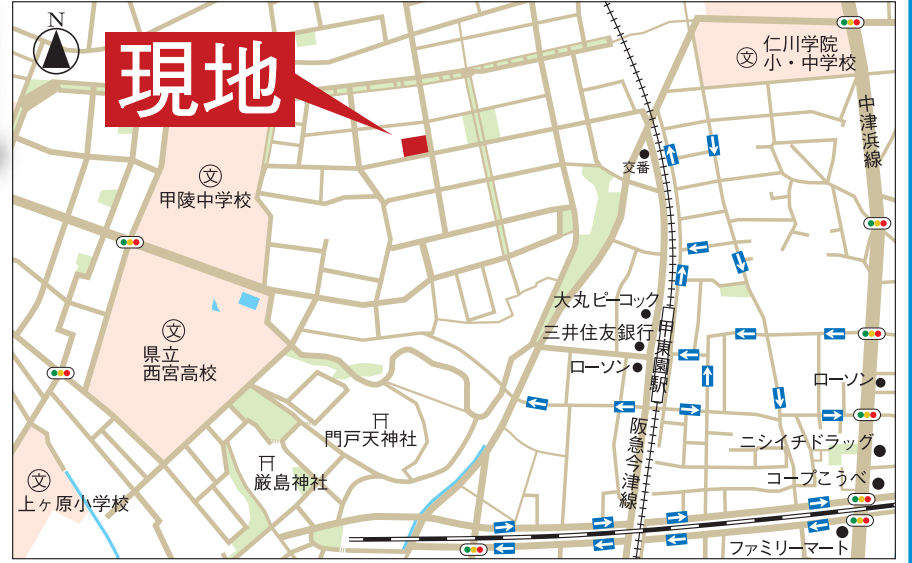 N
現地
仁川学院
小・中学校
中津浜線
交番
甲陵中学校
大丸ピーコック
三井住友銀行
ローソン
甲東園駅
県立
西宮高校
ローソン
門戸天神社
阪急今津線
ニシイチドラッグ
厳島神社
コープこうべ
上ヶ原小学校
ファミリーマート
文
文
文
文